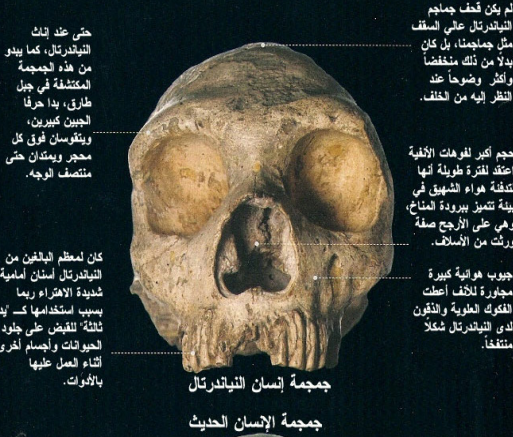 لم يكن قحف جماجم
النياندرتال عالي السقف
مثل جماجمنا، بل كان
بدلاً من ذلك منخفضاً
وأكثر وضوحاً عند
النظر إليه من الخلف.
حجم أكبر لفوهات الأنفية
اعتقد لفترة طويلة أنها
تدفئة هواء الشهيق في
بيئة تتميز ببرودة المناخ،
وهي على الأرجح صفة
ورثت من الأسلاف.
جيوب هوائية كبيرة
مجاورة للأنف أعطت
الفكوك العلوية والذقون
لدى النياندرتال شكلاً
منتفخاً.
حتى عند إناث
النياندرتال، كما يبدو
من هذه الجمجمة
المكتشفة في جبل
طارق، بدا حرفا
الجبين كبيرين،
ويتقوسان فوق كل
محجر ويمتدان حتى
منتصف الوجه.
كان لمعظم البالغين من
النياندرتال أسنان أمامية
شديدة الاهتراء ربما
بسبب استخدامها كـ "يد
ثالثة" للقبض على جلود
الحيوانات وأجسام أخرى
أثناء العمل عليها
بالأدوات.
جمجمة إنسان النياندرتال
جمجمة الإنسان الحديث